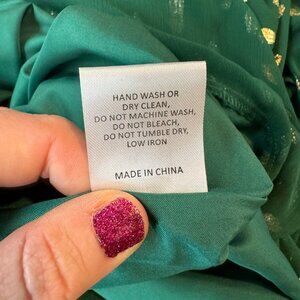 HAND WASH OR
DRY CLEAN,
DO NOT MACHINE WASH,
DO NOT BLEACH,
DO NOT TUMBLE DRY,
LOW IRON
MADE IN CHINA